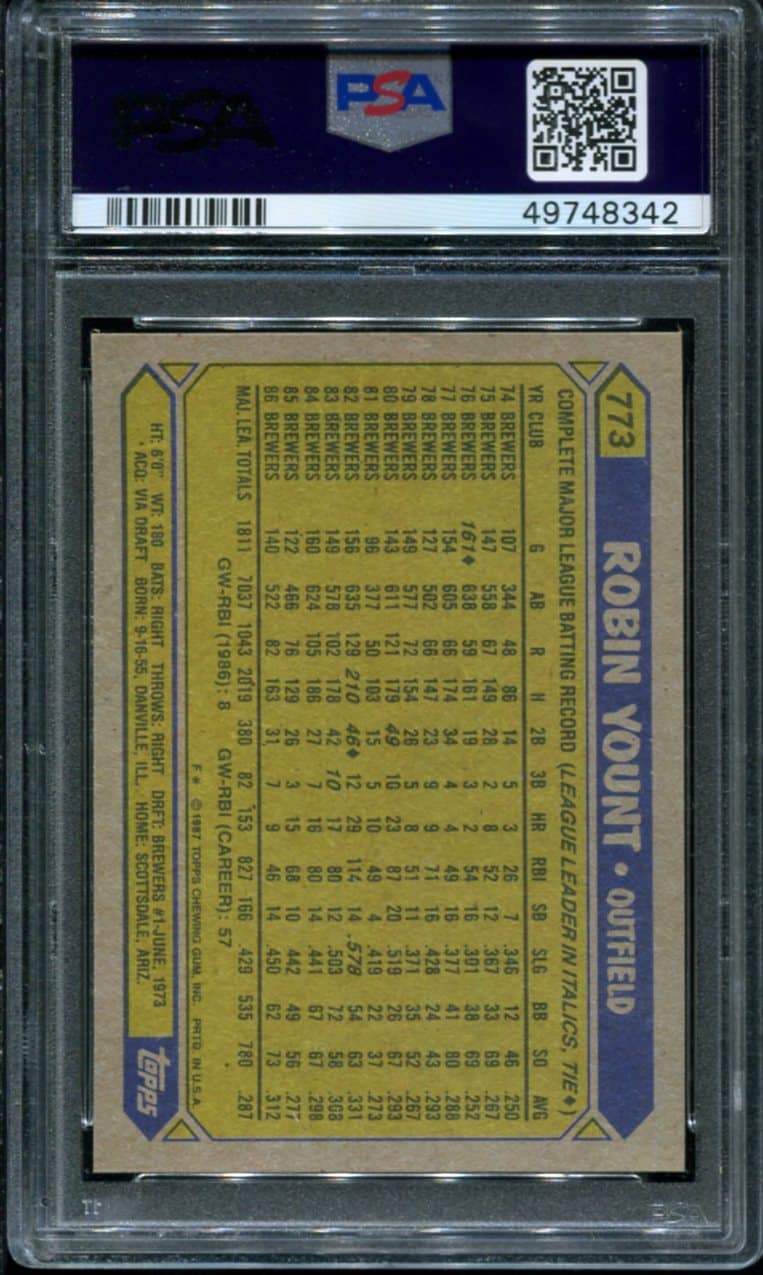 PSA
PSA
49748342
773
ROBIN YOUNT • OUTFIELD
COMPLETE MAJOR LEAGUE BATTING RECORD (LEAGUE LEADER IN ITALICS, TIE♦)
YR CLUB G AB R H 2B 3B HR RBI SB SLG BB SO AVG
74 BREWERS 107 344 48 86 14 5 3 26 7 .346 12 46 .250
75 BREWERS 147 558 67 149 28 2 8 52 12 .367 33 69 .267
76 BREWERS 161♦ 638 59 161 19 3 2 54 16 .301 38 69 .252
77 BREWERS 154 605 66 174 34 4 4 49 16 .377 41 80 .288
78 BREWERS 127 502 66 147 23 9 9 71 16 .428 24 43 .293
79 BREWERS 149 577 72 154 26 5 8 51 11 .371 35 52 .267
80 BREWERS 143 611 121 179 49 10 23 87 20 .519 26 67 .293
81 BREWERS 96 377 50 103 15 5 10 49 4 .419 22 37 .273
82 BREWERS 156 635 129 210 46♦ 12 29 114 14 .578 54 63 .331
83 BREWERS 149 578 102 178 42 10 17 80 12 .503 72 58 .308
84 BREWERS 160 624 105 186 27 7 16 80 14 .441 67 67 .298
85 BREWERS 122 466 76 129 26 3 15 68 10 .442 49 56 .277
86 BREWERS 140 522 82 163 31 7 9 46 14 .450 62 73 .312
MAJ. LEA. TOTALS 1811 7037 1043 2019 380 82 153 827 166 .429 535 780 .287
GW-RBI (1986): 8 GW-RBI (CAREER): 57
F* © 1987 TOPPS CHEWING GUM, INC. PRTD. IN U.S.A.
HT: 6'0" WT: 180 BATS: RIGHT THROWS: RIGHT DRFT: BREWERS #1-JUNE, 1973
ACQ: VIA DRAFT BORN: 9-16-55, DANVILLE, ILL. HOME: SCOTTSDALE, ARIZ.
topps
PSA